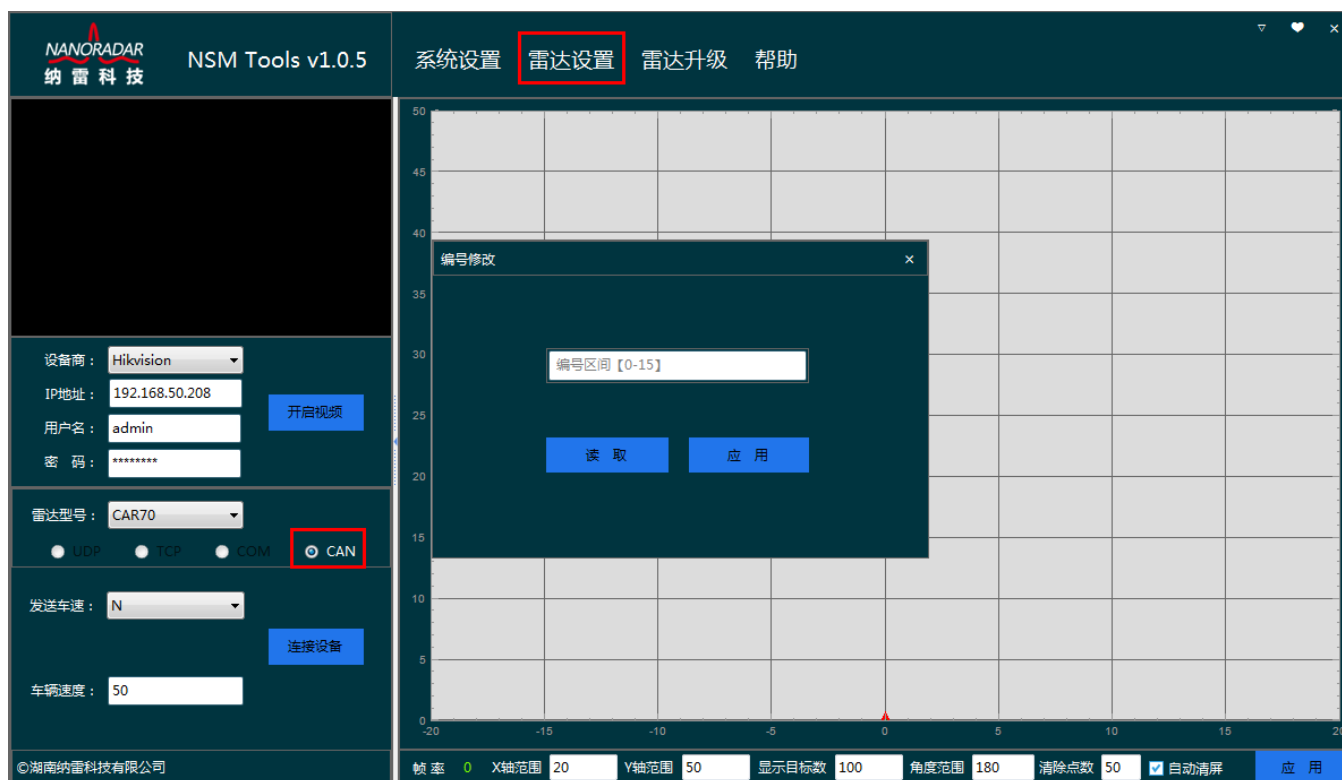 NANORADAR
纳雷科技
NSM Tools v1.0.5
系统设置 雷达设置 雷达升级 帮助
设备商： Hikvision
IP地址： 192.168.50.208
开启视频
用户名： admin
密 码： ********
雷达型号： CAR70
UDP TCP COM CAN
发送车速： N
连接设备
车辆速度： 50
©湖南纳雷科技有限公司
50
45
40
35
30
25
20
15
10
5
0
-20 -15 -10 -5 0 5 10 15 20
编号修改 ×
编号区间【0-15】
读 取 应 用
帧率 0 X轴范围 20 Y轴范围 50 显示目标数 100 角度范围 180 清除点数 50 自动清屏 应 用